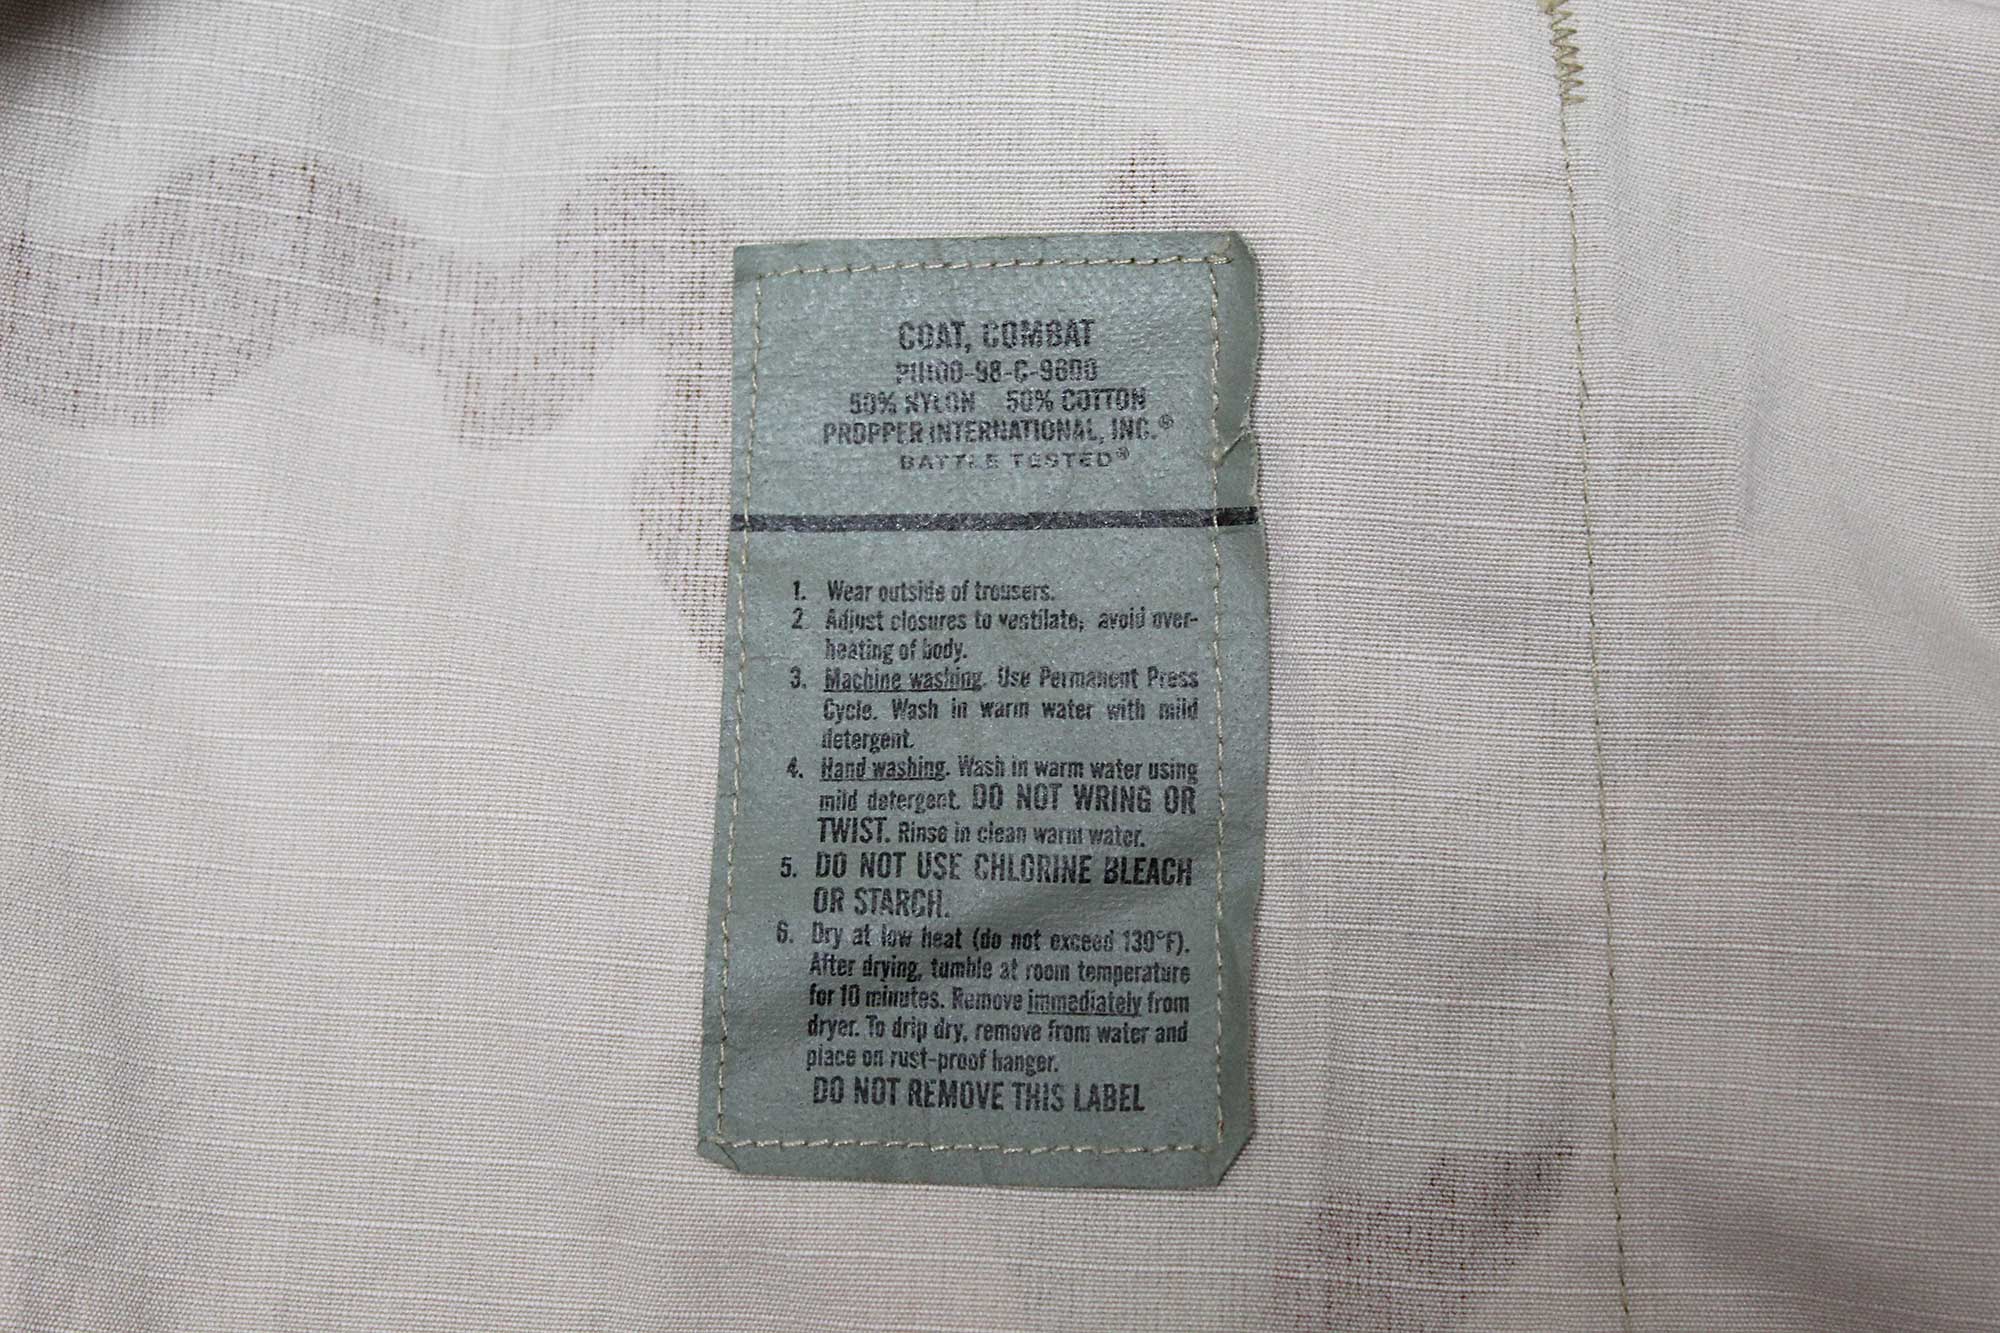 COAT, COMBAT
50% NYLON 50% COTTON
PROPPER INTERNATIONAL, INC.®
BATTLE TESTED®
1. Wear outside of trousers.
2. Adjust closures to ventilate, avoid over-
heating of body.
3. Machine washing. Use Permanent Press
Cycle. Wash in warm water with mild
detergent.
4. Hand washing. Wash in warm water using
mild detergent. DO NOT WRING OR
TWIST. Rinse in clean warm water.
5. DO NOT USE CHLORINE BLEACH
OR STARCH.
6. Dry at low heat (do not exceed 130°F).
After drying, tumble at room temperature
for 10 minutes. Remove immediately from
dryer. To drip dry, remove from water and
place on rust-proof hanger.
DO NOT REMOVE THIS LABEL